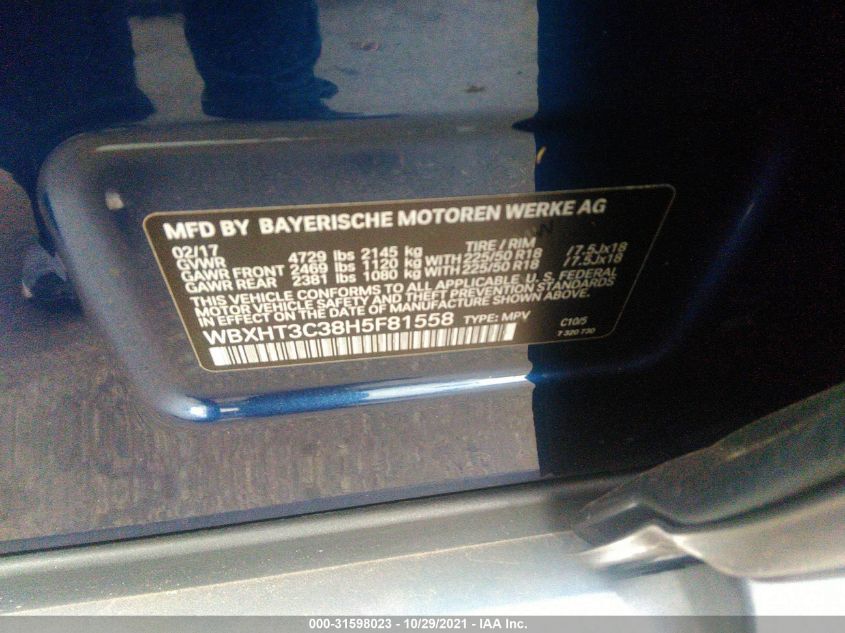 MFD BY BAYERISCHE MOTOREN WERKE AG
02/17 TIRE / RIM
GVWR 4729 lbs 2145 kg
GAWR FRONT 2469 lbs 1120 kg WITH 225/50 R18 /7.5Jx18
GAWR REAR 2381 lbs 1080 kg WITH 225/50 R18 /7.5Jx18
THIS VEHICLE CONFORMS TO ALL APPLICABLE U.S. FEDERAL
MOTOR VEHICLE SAFETY AND THEFT PREVENTION STANDARDS
IN EFFECT ON THE DATE OF MANUFACTURE SHOWN ABOVE.
WBXHT3C38H5F81558 TYPE: MPV C10/5
7 320 730
000-31598023 - 10/29/2021 - IAA Inc.